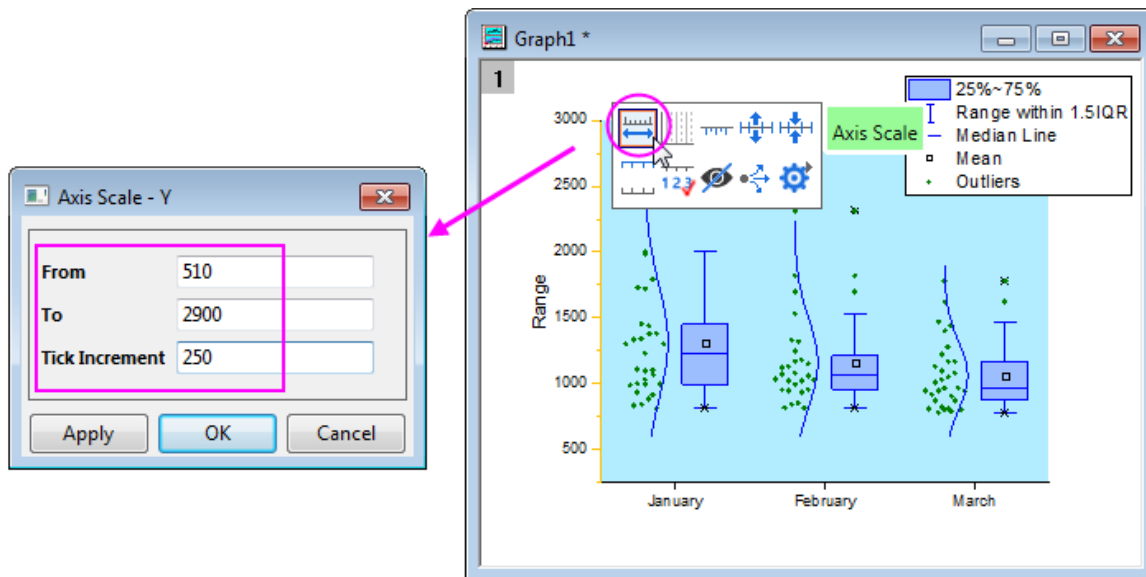 Graph1 *
1
25%~75%
Range within 1.5IQR
Median Line
Mean
Outliers
Axis Scale
123
3000
2500
2000
1500
1000
500
Range
January February March
Axis Scale - Y
From 510
To 2900
Tick Increment 250
Apply OK Cancel